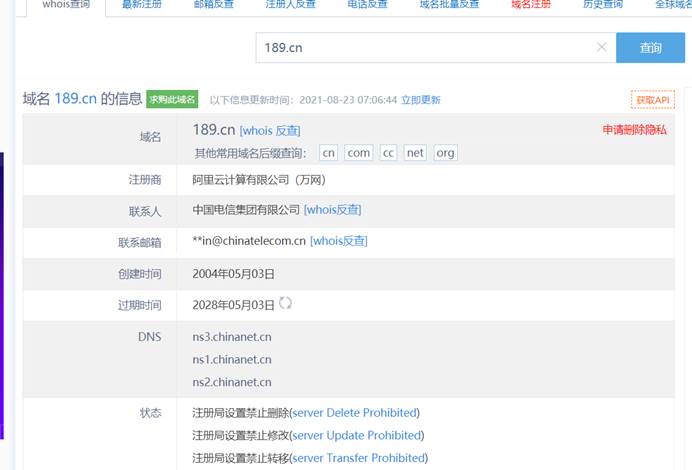 whois查询 最新注册 邮箱反查 注册人反查 电话反查 域名批量反查 域名注册 历史查询 全球域名
189.cn × 查询
域名 189.cn 的信息 求购此域名 以下信息更新时间：2021-08-23 07:06:44 立即更新 获取API
域名 189.cn [whois 反查] 申请删除隐私
其他常用域名后缀查询： cn com cc net org
注册商 阿里云计算有限公司（万网）
联系人 中国电信集团有限公司 [whois反查]
联系邮箱 **in@chinatelecom.cn [whois反查]
创建时间 2004年05月03日
过期时间 2028年05月03日
DNS ns3.chinanet.cn
ns1.chinanet.cn
ns2.chinanet.cn
状态 注册局设置禁止删除(server Delete Prohibited)
注册局设置禁止修改(server Update Prohibited)
注册局设置禁止转移(server Transfer Prohibited)